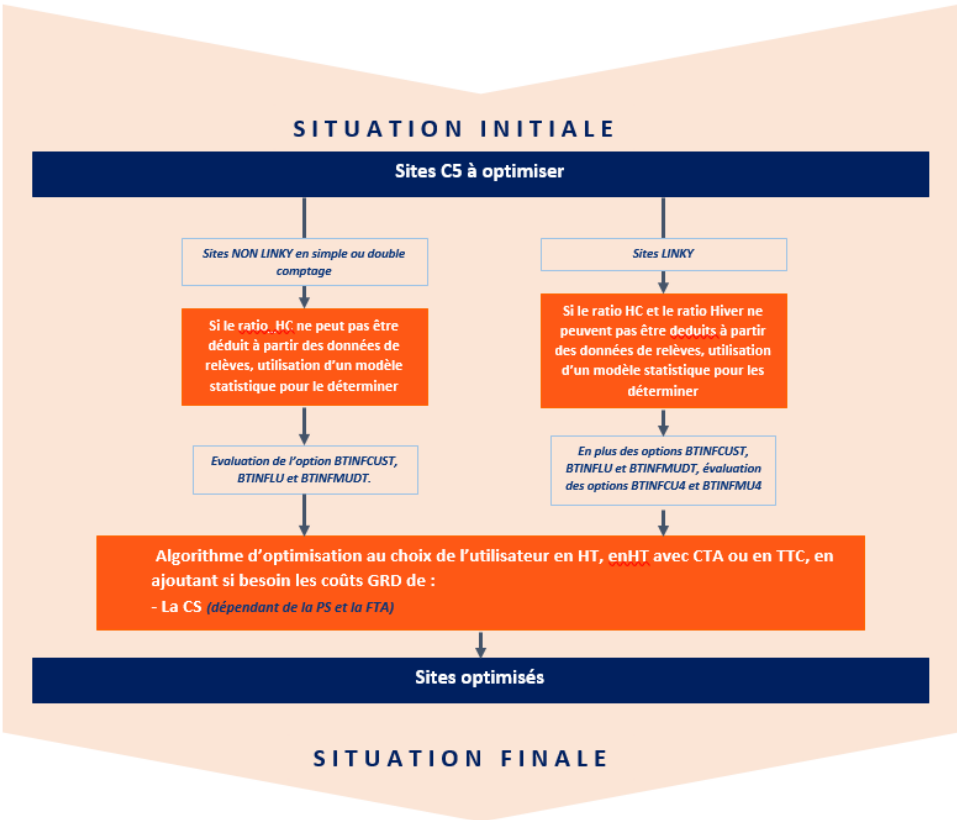 SITUATION INITIALE
Sites C5 à optimiser
Sites NON LINKY en simple ou double
comptage
Sites LINKY
Si le ratio_HC ne peut pas être
déduit à partir des données de
relèves, utilisation d'un modèle
statistique pour le déterminer
Si le ratio HC et le ratio Hiver ne
peuvent pas être deduits à partir
des données de relèves, utilisation
d'un modèle statistique pour les
déterminer
Evaluation de l'option BTINFCUST,
BTINFLU et BTINFMUDT.
En plus des options BTINFCUST,
BTINFLU et BTINFMUDT, évaluation
des options BTINFCU4 et BTINFMU4
Algorithme d'optimisation au choix de l'utilisateur en HT, enHT avec CTA ou en TTC, en
ajoutant si besoin les coûts GRD de :
- La CS (dépendant de la PS et la FTA)
Sites optimisés
SITUATION FINALE